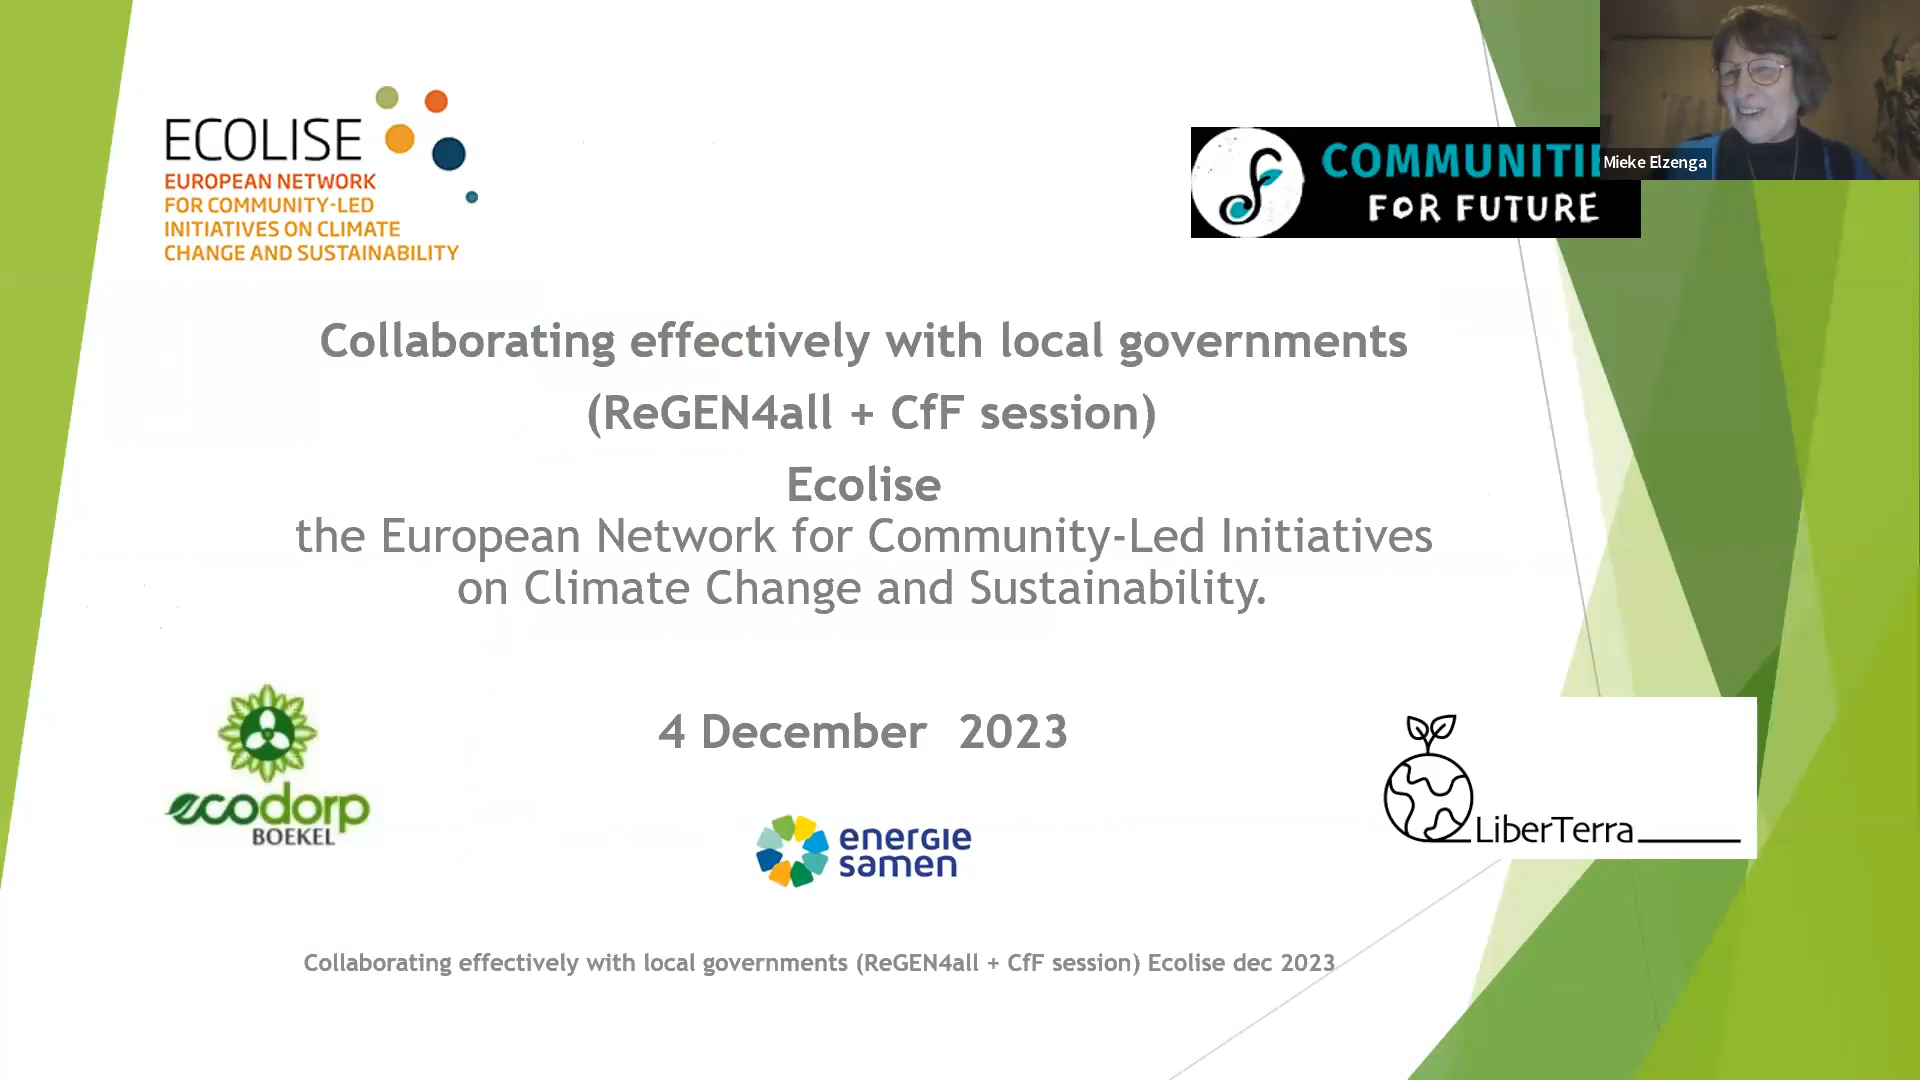 ECOLISE
EUROPEAN NETWORK
FOR COMMUNITY-LED
INITIATIVES ON CLIMATE
CHANGE AND SUSTAINABILITY
COMMUNITIE
FOR FUTURE
Mieke Elzenga
Collaborating effectively with local governments
(ReGEN4all + CfF session)
Ecolise
the European Network for Community-Led Initiatives
on Climate Change and Sustainability.
4 December 2023
ecodorp
BOEKEL
energie
samen
LiberTerra
Collaborating effectively with local governments (ReGEN4all + CfF session) Ecolise dec 2023